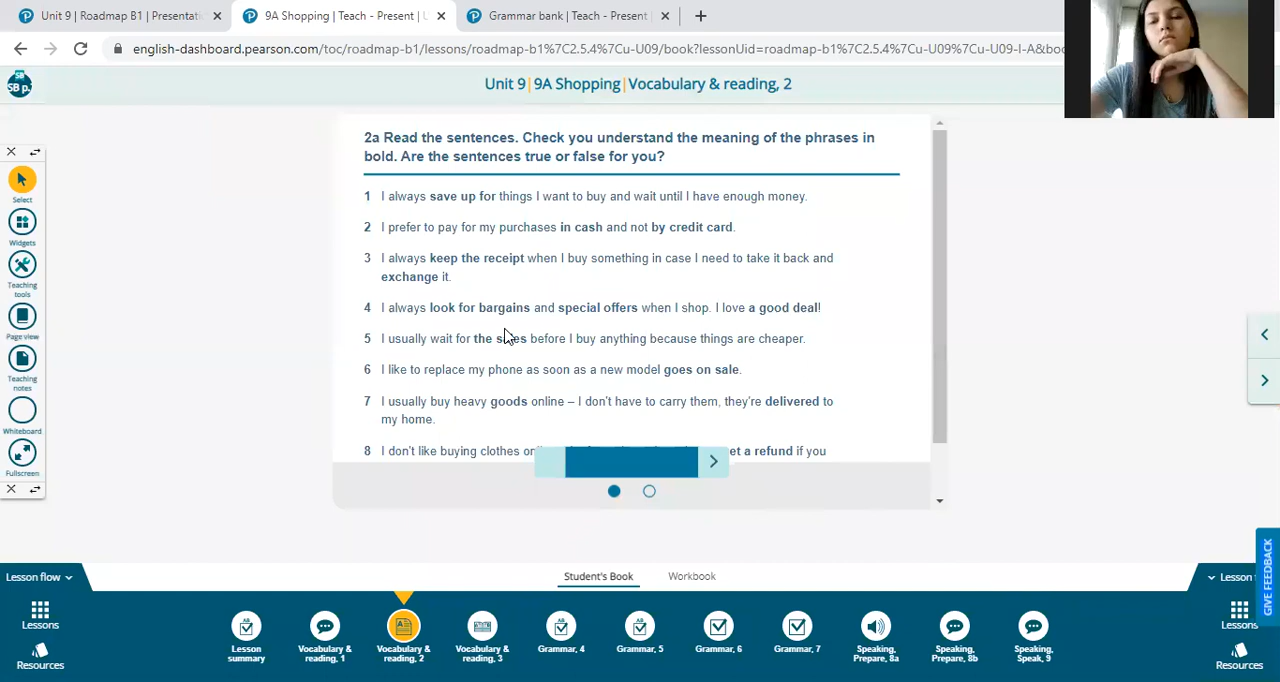 Unit 9 | Roadmap B1 | Presentati
9A Shopping | Teach - Present |
Grammar bank | Teach - Present
english-dashboard.pearson.com/toc/roadmap-b1/lessons/roadmap-b1%7C2.5.4%7Cu-U09/book?lessonUid=roadmap-b1%7C2.5.4%7Cu-U09%7Cu-U09-I-A&boo
SB
SB p.
Unit 9|9A Shopping|Vocabulary & reading, 2
Select
Widgets
Teaching
tools
Page view
Teaching
notes
Whiteboard
Fullscreen
2a Read the sentences. Check you understand the meaning of the phrases in
bold. Are the sentences true or false for you?
1 I always save up for things I want to buy and wait until I have enough money.
2 I prefer to pay for my purchases in cash and not by credit card.
3 I always keep the receipt when I buy something in case I need to take it back and
exchange it.
4 I always look for bargains and special offers when I shop. I love a good deal!
5 I usually wait for the sales before I buy anything because things are cheaper.
6 I like to replace my phone as soon as a new model goes on sale.
7 I usually buy heavy goods online – I don't have to carry them, they're delivered to
my home.
8 I don't like buying clothes a refund if you
GIVE FEEDBACK
Lesson flow
Student's Book
Workbook
Lesson
Lessons
Resources
Lesson
summary
Vocabulary &
reading, 1
Vocabulary &
reading, 2
Vocabulary &
reading, 3
Grammar, 4
Grammar, 5
Grammar, 6
Grammar, 7
Speaking,
Prepare, 8a
Speaking,
Prepare, 8b
Speaking,
Speak, 9
Lessons
Resources